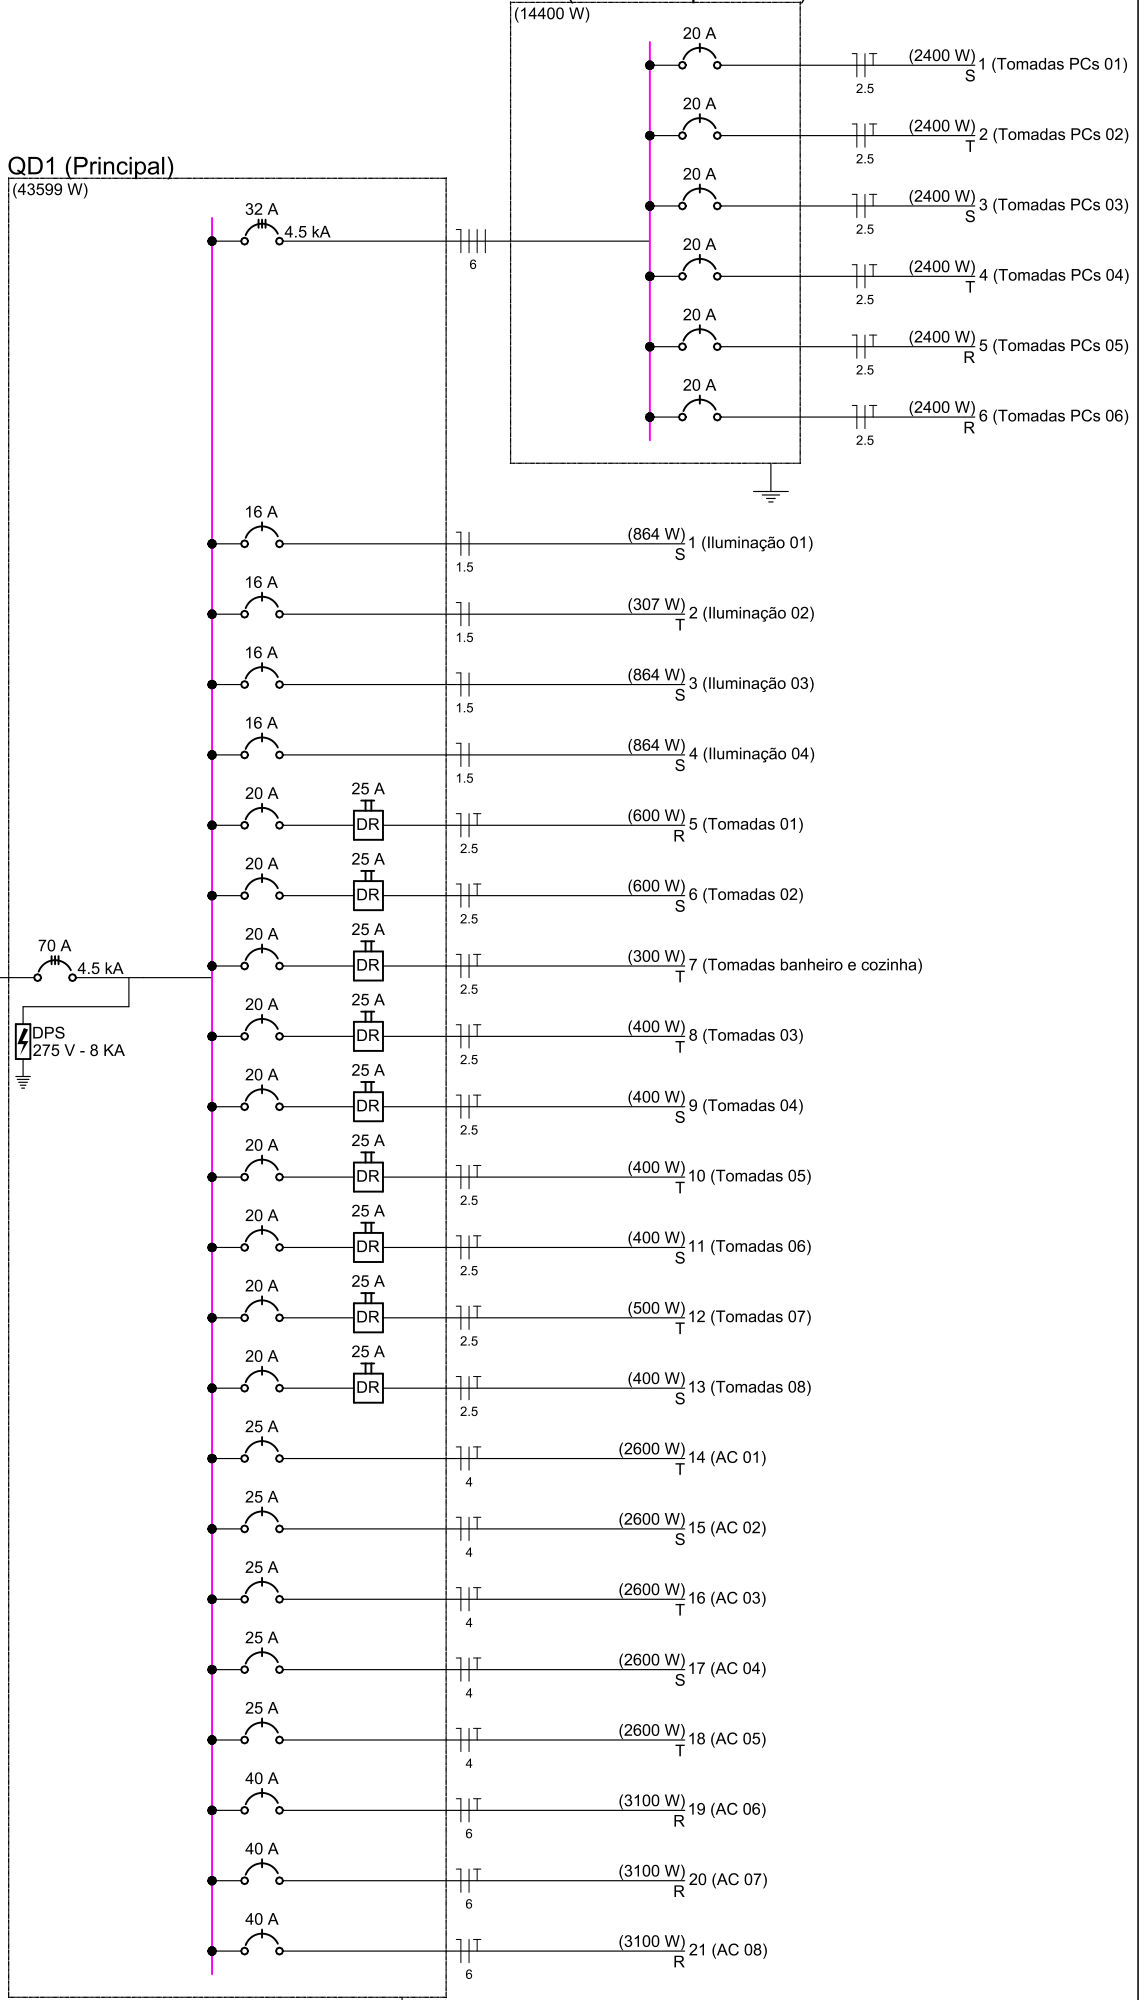 (14400 W)
20 A
(2400 W) 1 (Tomadas PCs 01)
S
2.5
20 A
(2400 W) 2 (Tomadas PCs 02)
T
2.5
20 A
(2400 W) 3 (Tomadas PCs 03)
S
2.5
20 A
(2400 W) 4 (Tomadas PCs 04)
T
2.5
20 A
(2400 W) 5 (Tomadas PCs 05)
R
2.5
20 A
(2400 W) 6 (Tomadas PCs 06)
R
2.5
QD1 (Principal)
(43599 W)
32 A
4.5 kA
6
16 A
(864 W) 1 (Iluminação 01)
S
1.5
16 A
(307 W) 2 (Iluminação 02)
T
1.5
16 A
(864 W) 3 (Iluminação 03)
S
1.5
16 A
(864 W) 4 (Iluminação 04)
S
1.5
20 A 25 A
DR (600 W) 5 (Tomadas 01)
R
2.5
20 A 25 A
DR (600 W) 6 (Tomadas 02)
S
2.5
70 A
4.5 kA
DPS
275 V - 8 KA
20 A 25 A
DR (300 W) 7 (Tomadas banheiro e cozinha)
T
2.5
20 A 25 A
DR (400 W) 8 (Tomadas 03)
T
2.5
20 A 25 A
DR (400 W) 9 (Tomadas 04)
S
2.5
20 A 25 A
DR (400 W) 10 (Tomadas 05)
T
2.5
20 A 25 A
DR (400 W) 11 (Tomadas 06)
S
2.5
20 A 25 A
DR (500 W) 12 (Tomadas 07)
T
2.5
20 A 25 A
DR (400 W) 13 (Tomadas 08)
S
2.5
25 A
(2600 W) 14 (AC 01)
T
4
25 A
(2600 W) 15 (AC 02)
S
4
25 A
(2600 W) 16 (AC 03)
T
4
25 A
(2600 W) 17 (AC 04)
S
4
25 A
(2600 W) 18 (AC 05)
T
4
40 A
(3100 W) 19 (AC 06)
R
6
40 A
(3100 W) 20 (AC 07)
R
6
40 A
(3100 W) 21 (AC 08)
R
6